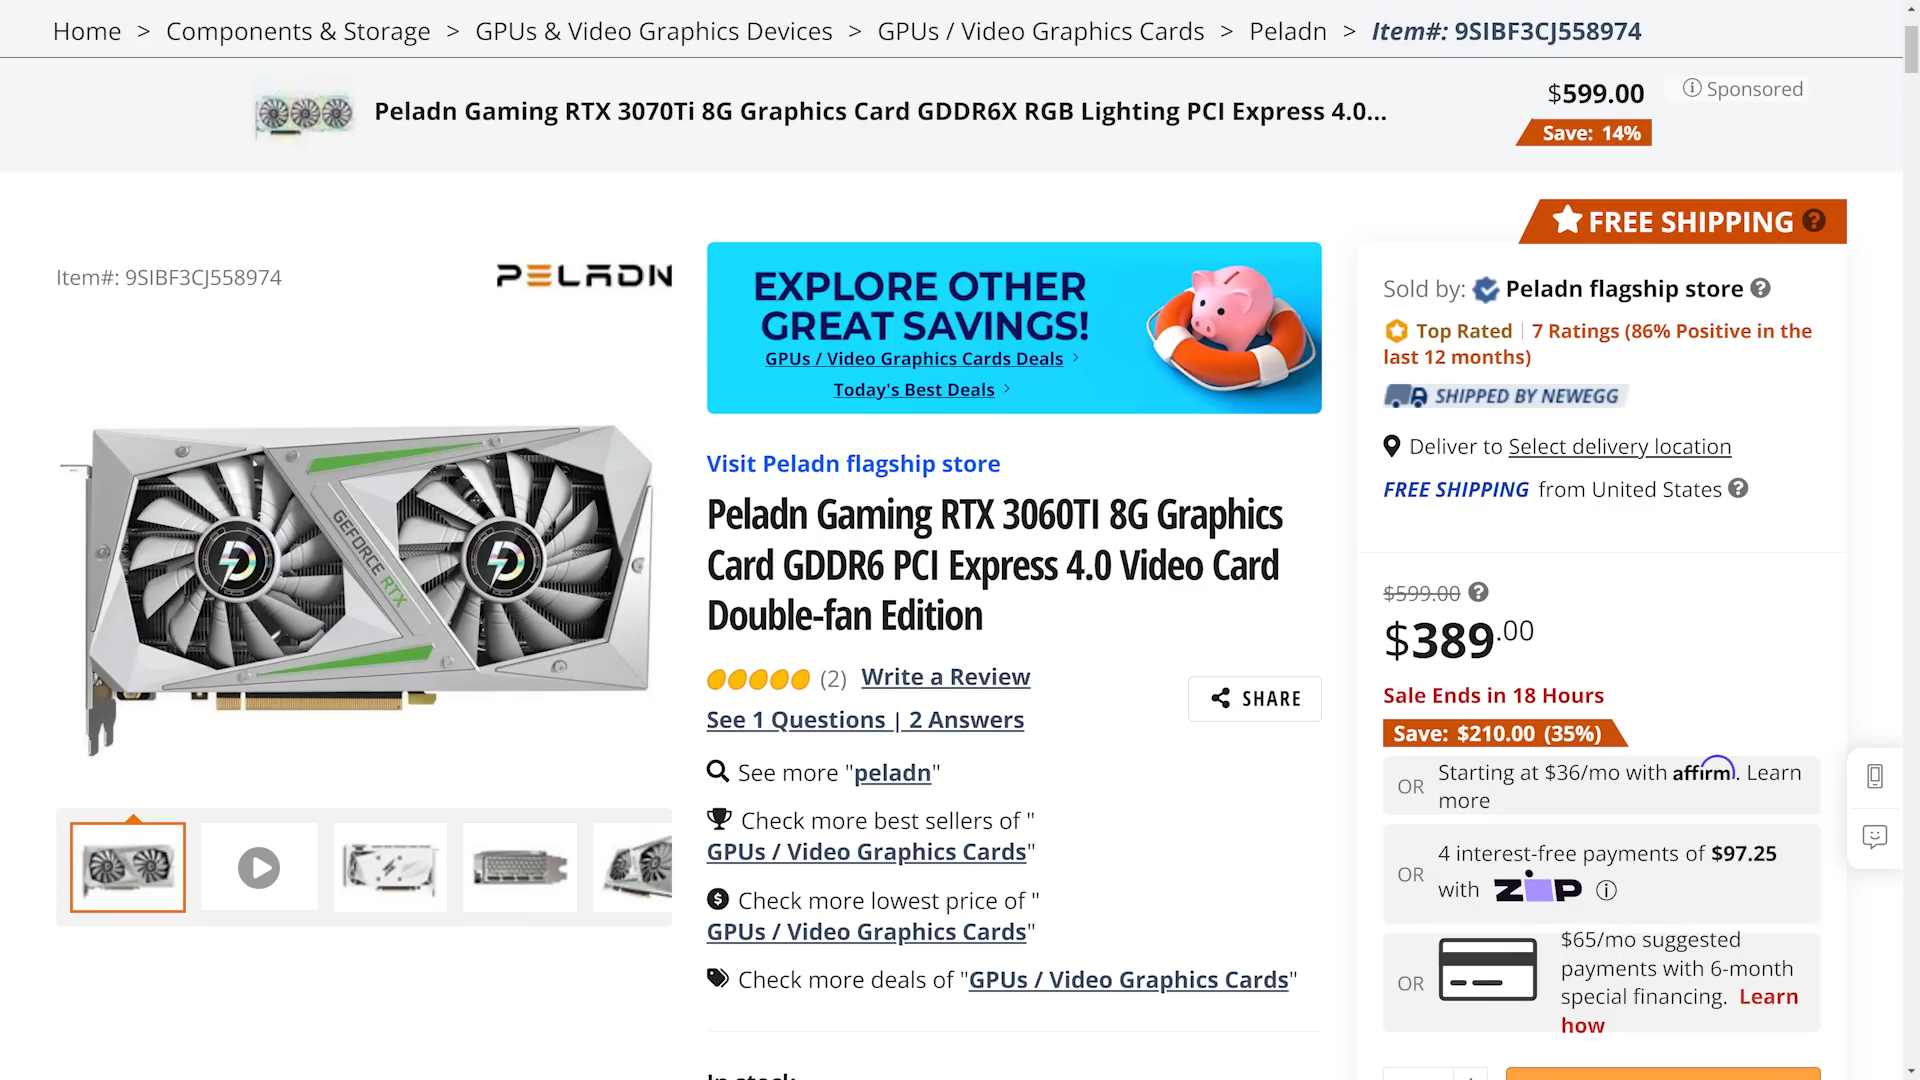 Home > Components & Storage > GPUs & Video Graphics Devices > GPUs / Video Graphics Cards > Peladn > Item#: 9SIBF3CJ558974
Peladn Gaming RTX 3070Ti 8G Graphics Card GDDR6X RGB Lighting PCI Express 4.0...
$599.00
Sponsored
Save: 14%
FREE SHIPPING
Item#: 9SIBF3CJ558974
PELADN
GEFORCE RTX
EXPLORE OTHER
GREAT SAVINGS!
GPUs / Video Graphics Cards Deals
Today's Best Deals
Visit Peladn flagship store
Peladn Gaming RTX 3060TI 8G Graphics
Card GDDR6 PCI Express 4.0 Video Card
Double-fan Edition
(2) Write a Review
See 1 Questions | 2 Answers
SHARE
See more "peladn"
Check more best sellers of "
GPUs / Video Graphics Cards"
Check more lowest price of "
GPUs / Video Graphics Cards"
Check more deals of "GPUs / Video Graphics Cards"
Sold by: Peladn flagship store
Top Rated | 7 Ratings (86% Positive in the
last 12 months)
SHIPPED BY NEWEGG
Deliver to Select delivery location
FREE SHIPPING from United States
$599.00
$389.00
Sale Ends in 18 Hours
Save: $210.00 (35%)
OR
Starting at $36/mo with affirm. Learn
more
OR
4 interest-free payments of $97.25
with ZIP
OR
$65/mo suggested
payments with 6-month
special financing. Learn
how